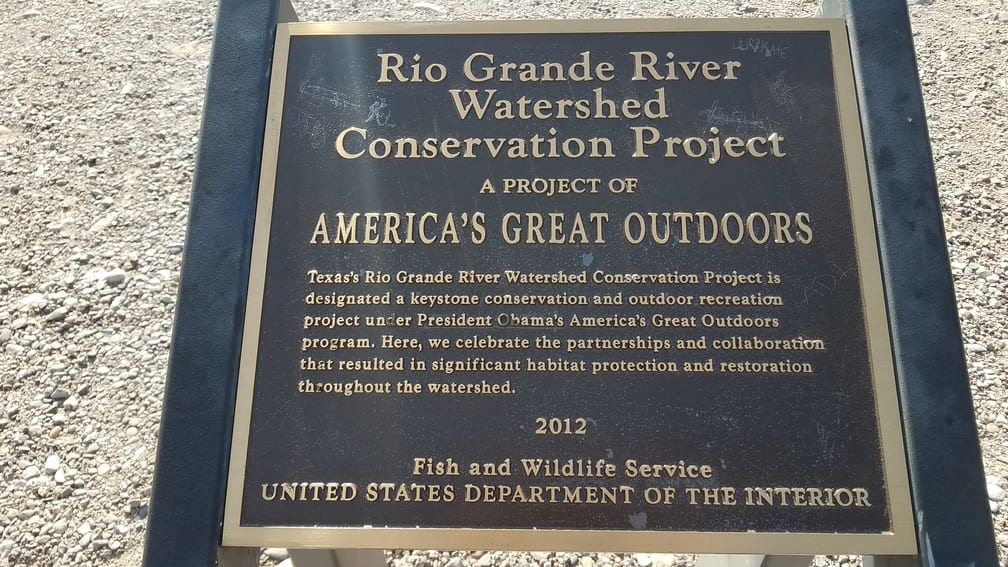 Rio Grande River
Watershed
Conservation Project
A PROJECT OF
AMERICA'S GREAT OUTDOORS
Texas's Rio Grande River Watershed Conservation Project is
designated a keystone conservation and outdoor recreation
project under President Obama's America's Great Outdoors
program. Here, we celebrate the partnerships and collaboration
that resulted in significant habitat protection and restoration
throughout the watershed.
2012
Fish and Wildlife Service
UNITED STATES DEPARTMENT OF THE INTERIOR